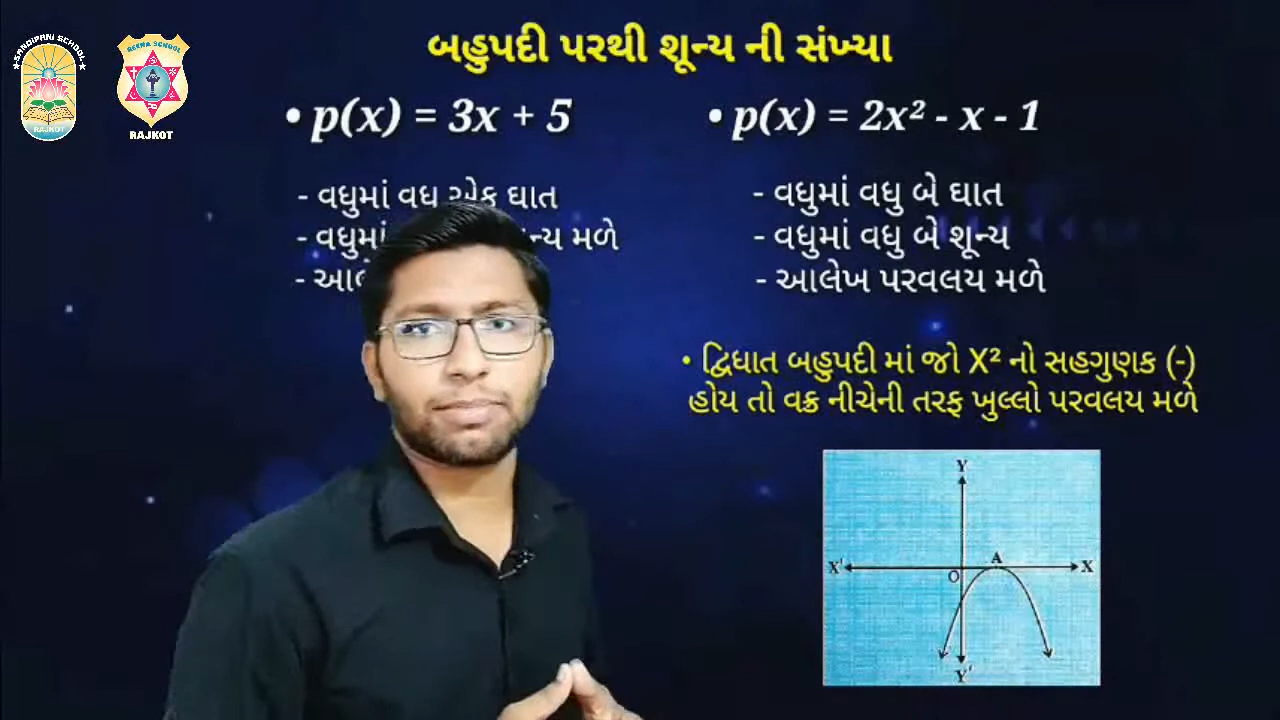 SANDIPANI SCHOOL
RAJKOT
REENA SCHOOL
RAJKOT
બહુપદી પરથી શૂન્ય ની સંખ્યા
• p(x) = 3x + 5
- વધુમાં વધુ એક ઘાત
- વધુમાં શૂન્ય મળે
-
• p(x) = 2x² - x - 1
- વધુમાં વધુ બે ઘાત
- વધુમાં વધુ બે શૂન્ય
- આલેખ પરવલય મળે
• દ્વિધાત બહુપદી માં જો X² નો સહગુણક (-)
હોય તો વક્ર નીચેની તરફ ખુલ્લો પરવલય મળે
Y
X' O A X
Y'